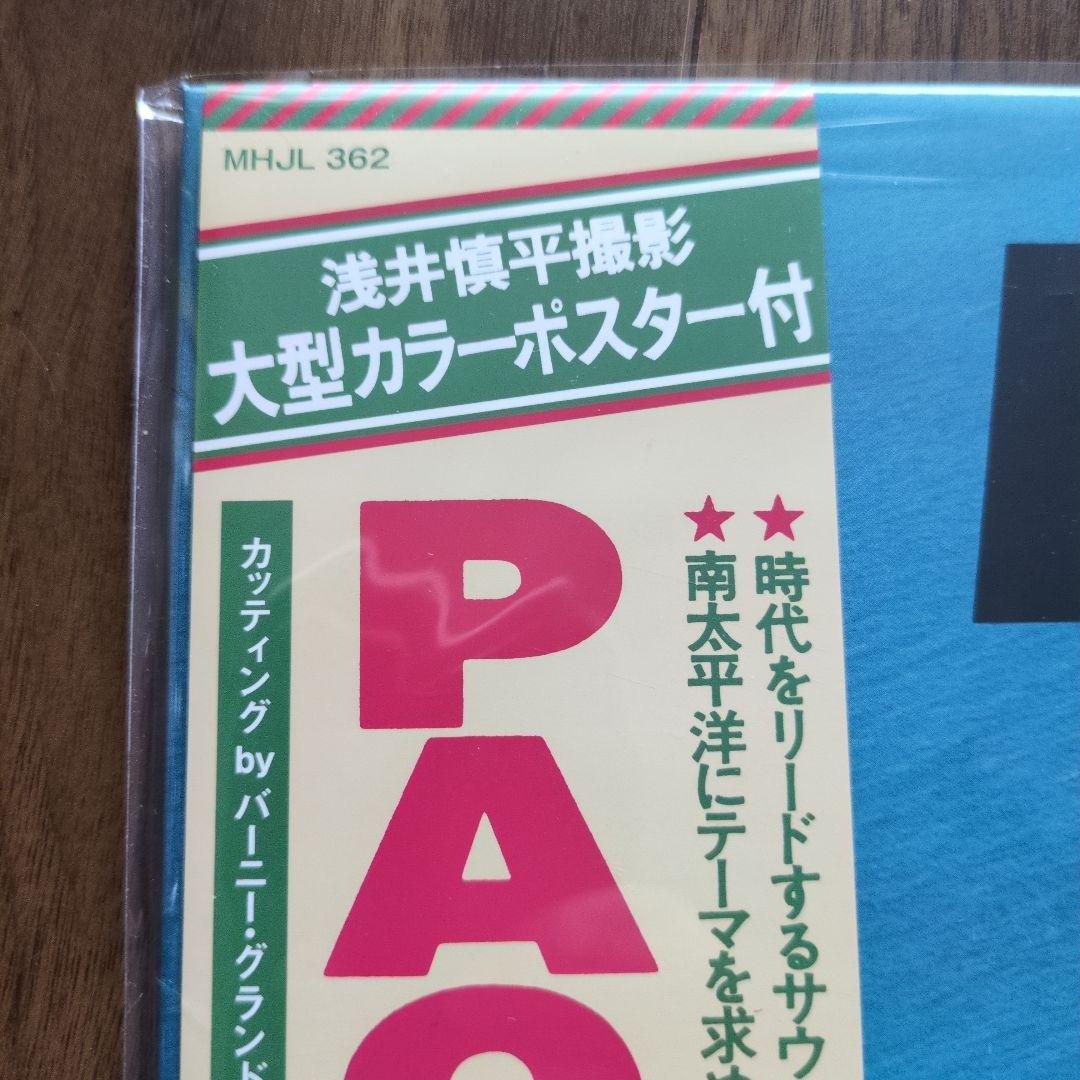 MHJL 362
浅井慎平撮影
大型カラーポスター付
カッティング by バーニー・グランド
PA
★時代をリードするサウ
★南太平洋にテーマを求